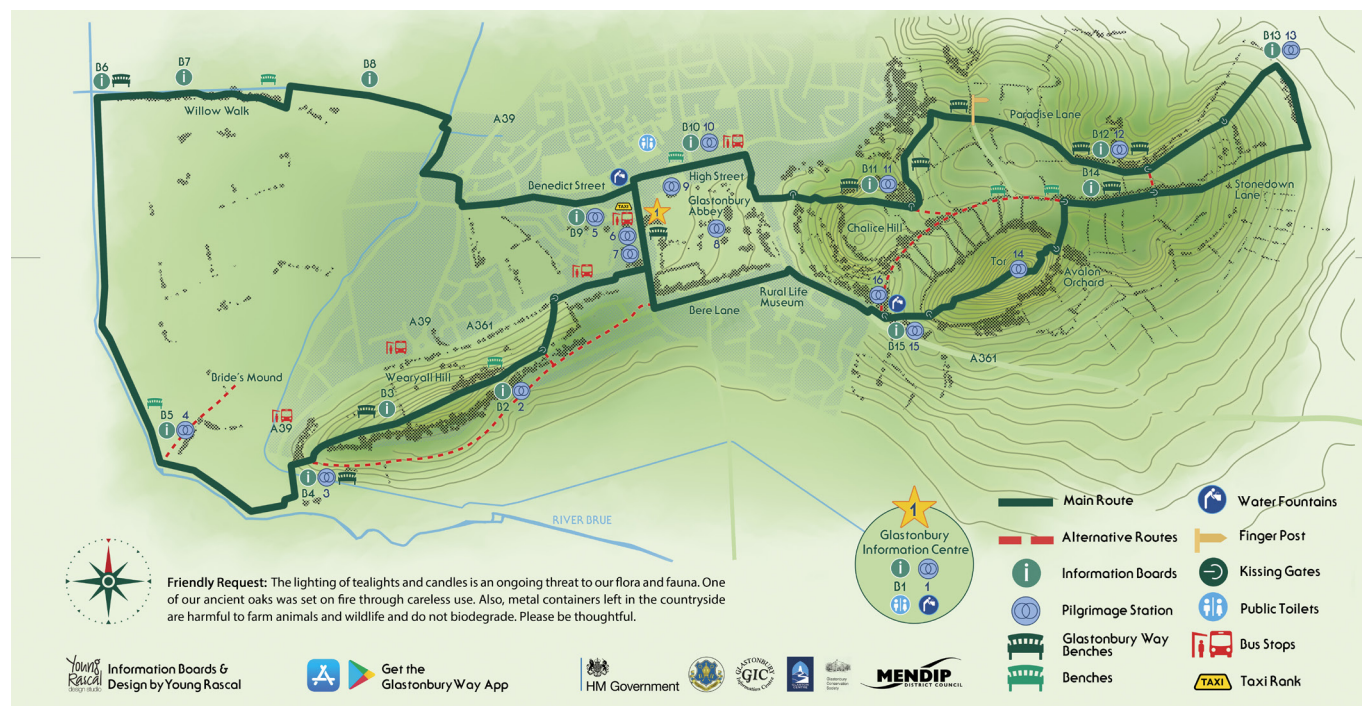 B6
B7
B8
Willow Walk
A39
B10 10
B13 13
Paradise Lane
B12 12
B11 11
B14
Stonedown
Lane
Benedict Street
High Street
9
Glastonbury
Abbey
8
TAXI
1
B9 5
6
7
Chalice Hill
Tor
14
Avalon
Orchard
16
B15 15
A361
Rural Life
Museum
Bere Lane
A39
A361
Wearyall Hill
Bride's Mound
B3
B2 2
B5
4
A39
B4 3
RIVER BRUE
1
Glastonbury
Information Centre
B1 1
Main Route
Alternative Routes
Information Boards
Pilgrimage Station
Glastonbury Way
Benches
Benches
Water Fountains
Finger Post
Kissing Gates
Public Toilets
Bus Stops
TAXI
Taxi Rank
Friendly Request: The lighting of tealights and candles is an ongoing threat to our flora and fauna. One
of our ancient oaks was set on fire through careless use. Also, metal containers left in the countryside
are harmful to farm animals and wildlife and do not biodegrade. Please be thoughtful.
Young
Rascal
design studio
Information Boards &
Design by Young Rascal
Get the
Glastonbury Way App
HM Government
GLASTONBURY
GIC
Information Centre
Glastonbury
Conservation
Society
MENDIP
DISTRICT COUNCIL